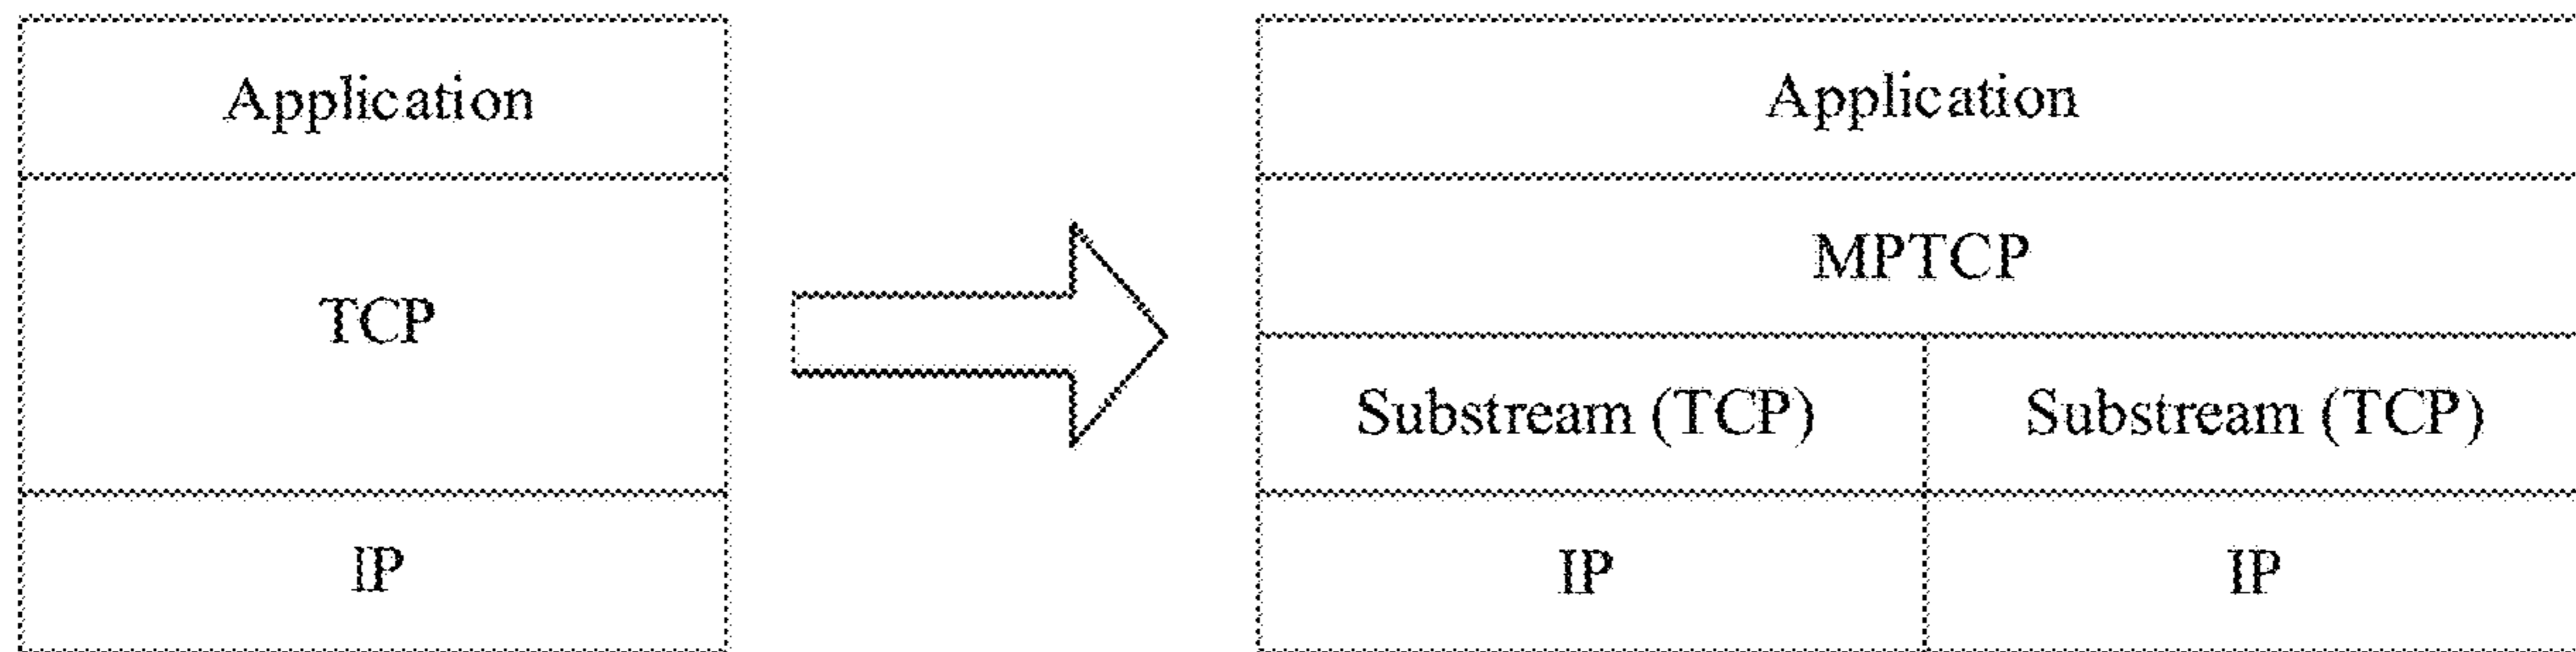 Application
TCP
IP
Application
MPTCP
Substream (TCP)
Substream (TCP)
IP
IP